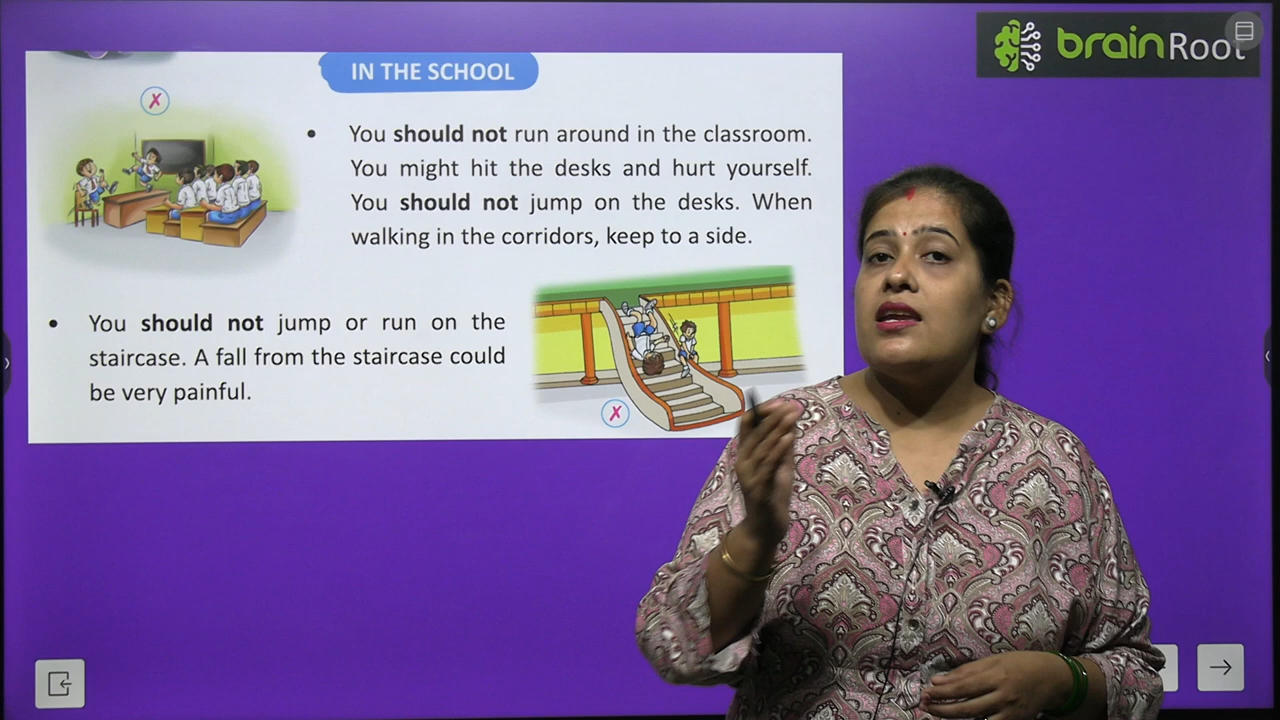 brainRoot
IN THE SCHOOL
• You should not run around in the classroom.
You might hit the desks and hurt yourself.
You should not jump on the desks. When
walking in the corridors, keep to a side.
• You should not jump or run on the
staircase. A fall from the staircase could
be very painful.